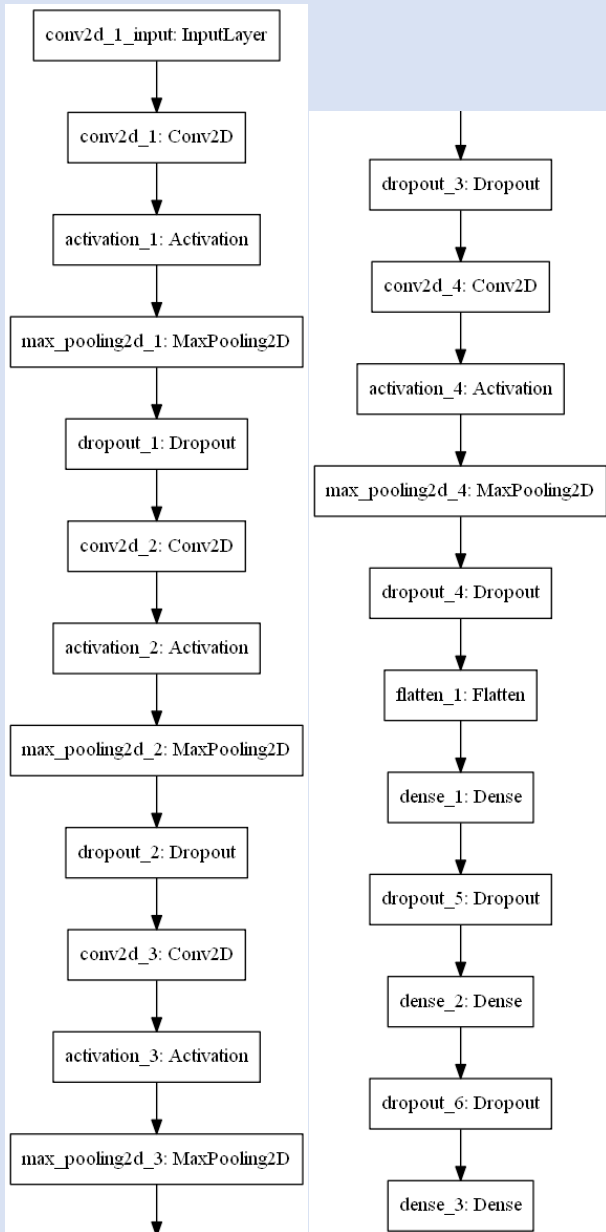 conv2d_1_input: InputLayer
conv2d_1: Conv2D
activation_1: Activation
max_pooling2d_1: MaxPooling2D
dropout_1: Dropout
conv2d_2: Conv2D
activation_2: Activation
max_pooling2d_2: MaxPooling2D
dropout_2: Dropout
conv2d_3: Conv2D
activation_3: Activation
max_pooling2d_3: MaxPooling2D
dropout_3: Dropout
conv2d_4: Conv2D
activation_4: Activation
max_pooling2d_4: MaxPooling2D
dropout_4: Dropout
flatten_1: Flatten
dense_1: Dense
dropout_5: Dropout
dense_2: Dense
dropout_6: Dropout
dense_3: Dense